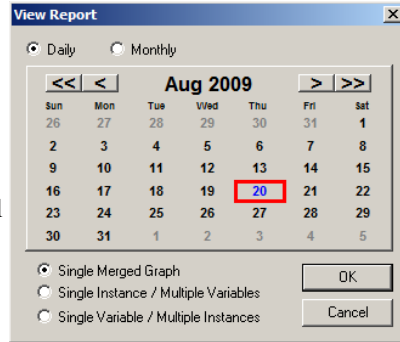 View Report X
Daily Monthly
<< < Aug 2009 > >>
Sun Mon Tue Wed Thu Fri Sat
26 27 28 29 30 31 1
2 3 4 5 6 7 8
9 10 11 12 13 14 15
16 17 18 19 20 21 22
23 24 25 26 27 28 29
30 31 1 2 3 4 5
Single Merged Graph
Single Instance / Multiple Variables
Single Variable / Multiple Instances
OK
Cancel